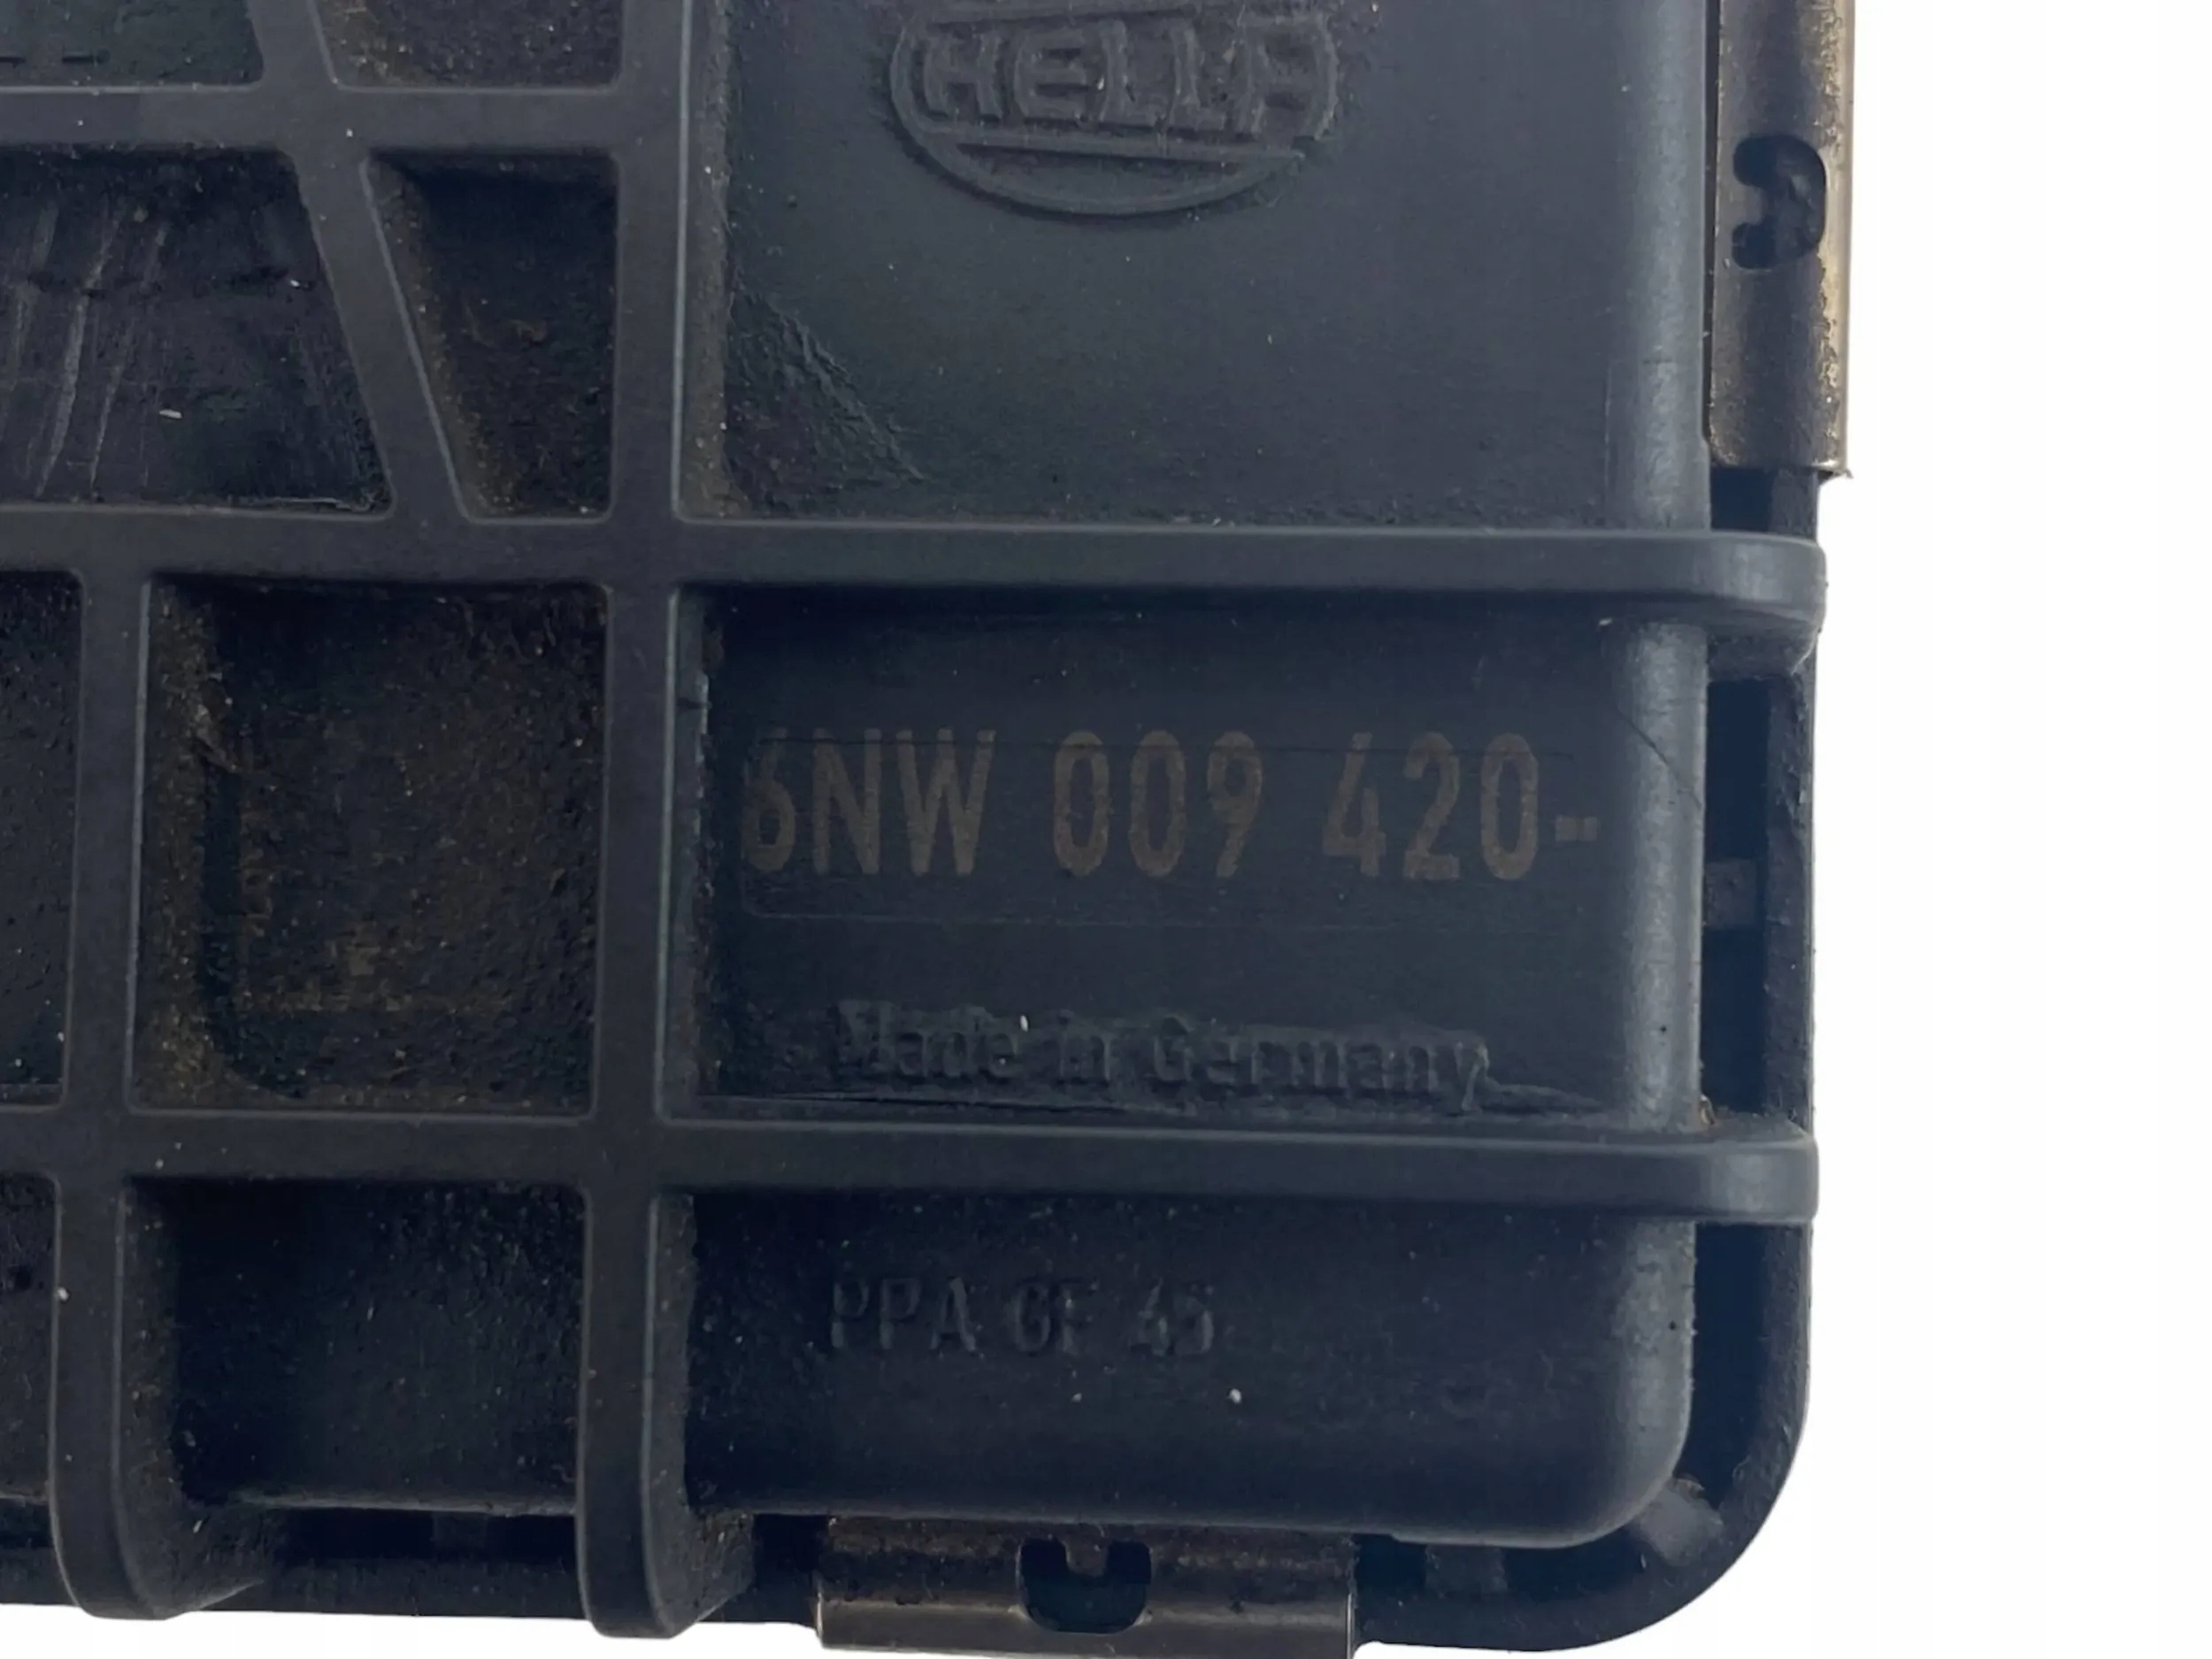 HELLA
6NW 009 420-
Made in Germany
PPA GF 45